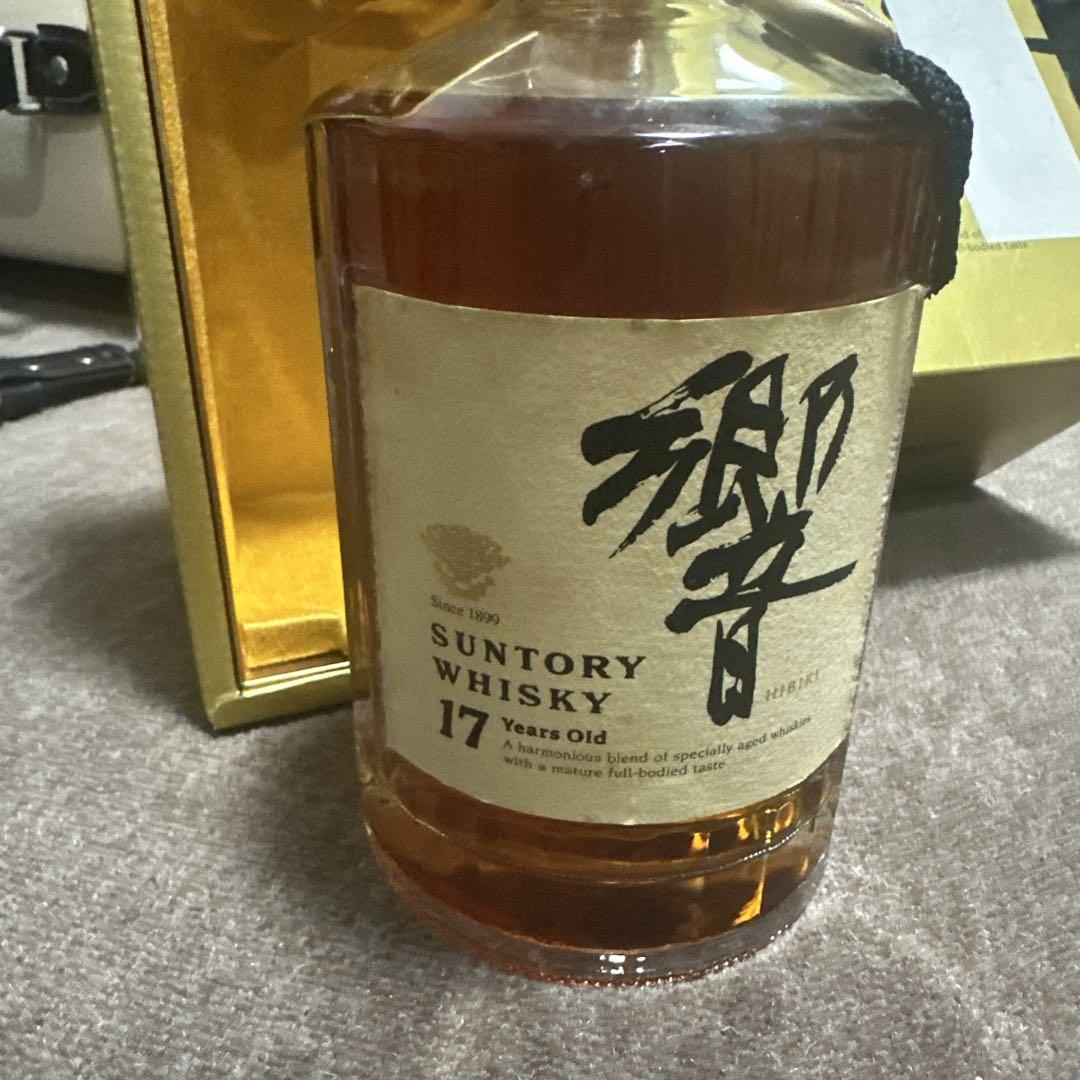 響
HIBIKI
Since 1899
SUNTORY
WHISKY
17 Years Old
A harmonious blend of specially aged whiskies
with a mature full-bodied taste